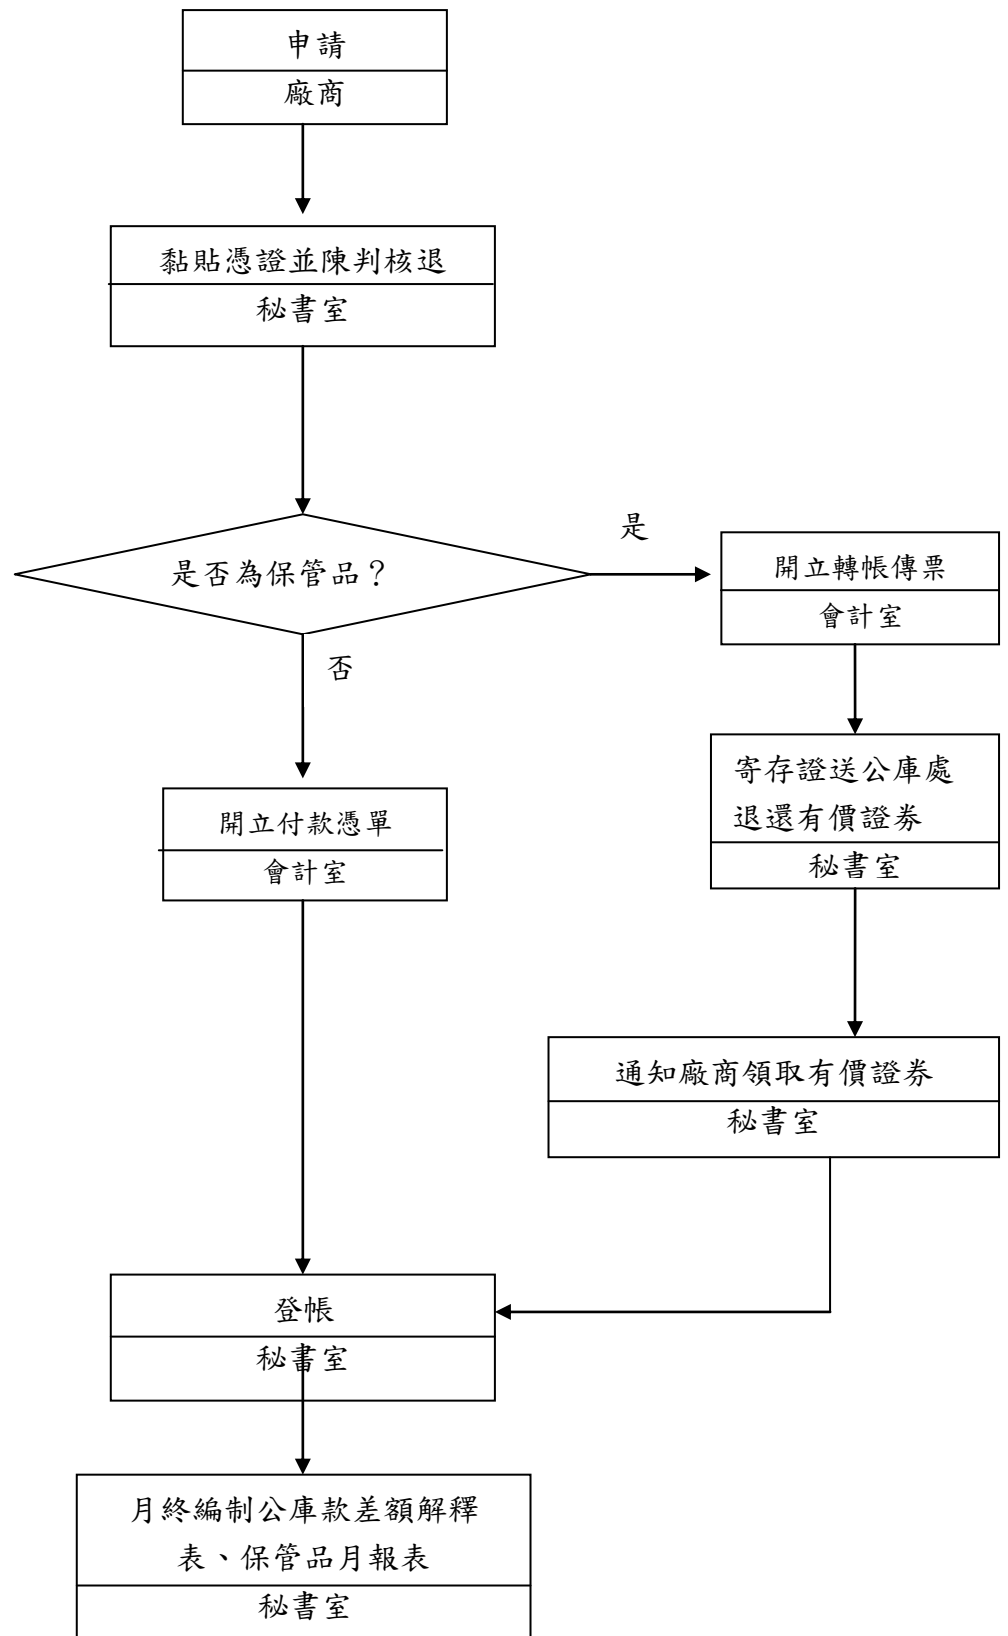 申請
廠商
黏貼憑證並陳判核退
秘書室
是否為保管品？
是
開立轉帳傳票
會計室
否
寄存證送公庫處
退還有價證券
秘書室
開立付款憑單
會計室
通知廠商領取有價證券
秘書室
登帳
秘書室
月終編制公庫款差額解釋
表、保管品月報表
秘書室